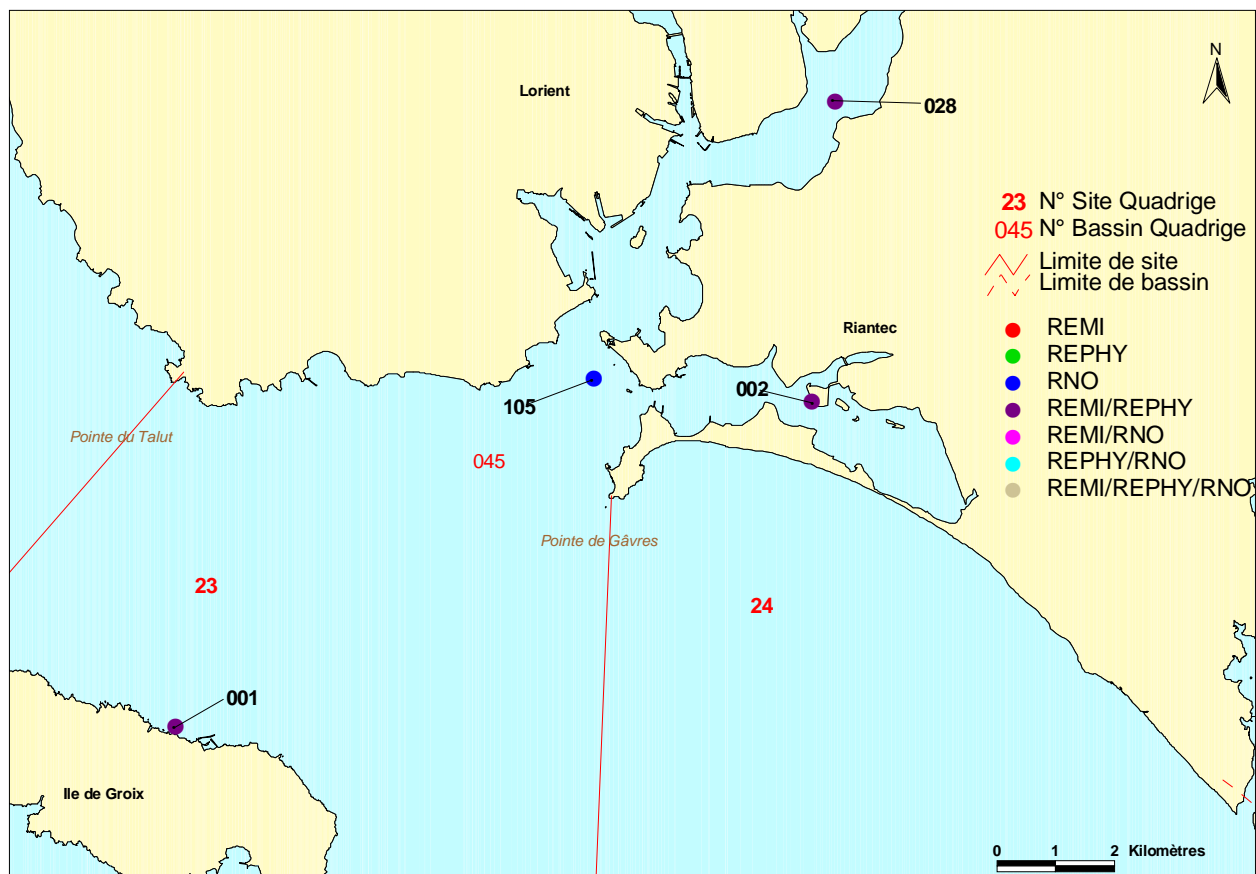 N
Lorient
028
23 N° Site Quadrige
045 N° Bassin Quadrige
Limite de site
Limite de bassin
REMI
REPHY
RNO
REMI/REPHY
REMI/RNO
REPHY/RNO
REMI/REPHY/RNO
Riantec
002
105
Pointe du Talut
045
Pointe de Gâvres
23
24
001
Ile de Groix
0 1 2 Kilomètres